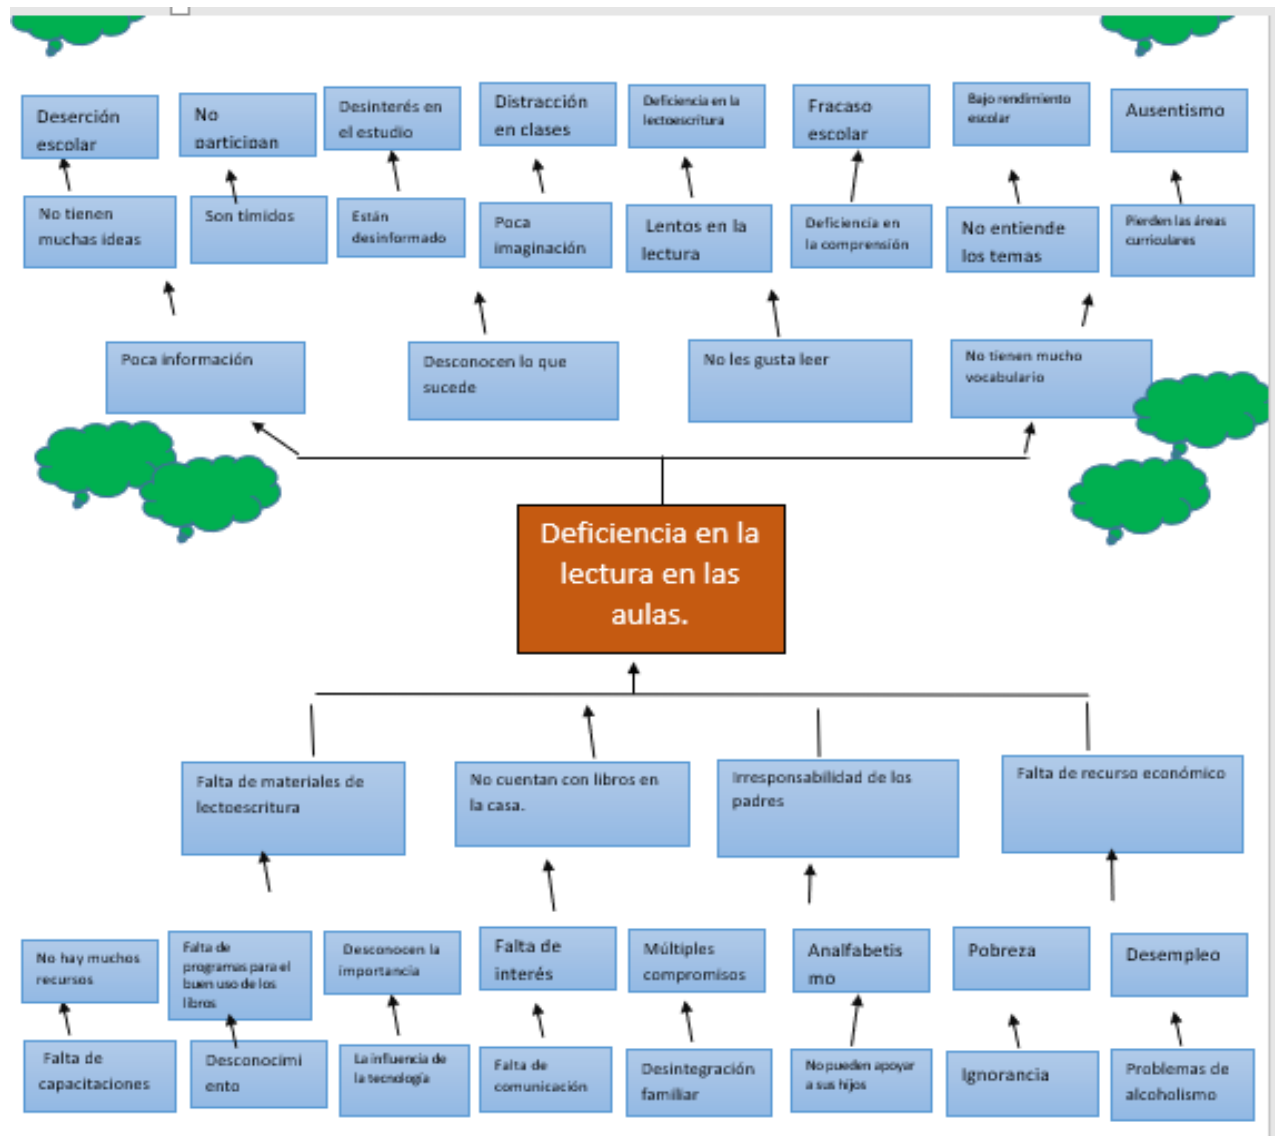 Deserción
escolar
No
participan
Desinterés en
el estudio
Distracción
en clases
Deficiencia en la
lectoescritura
Fracaso
escolar
Bajo rendimiento
escolar
Ausentismo
No tienen
muchas ideas
Son tímidos
Están
desinformado
Poca
imaginación
Lentos en la
lectura
Deficiencia en
la comprensión
No entiende
los temas
Pierden las áreas
curriculares
Poca información
Desconocen lo que
sucede
No les gusta leer
No tienen mucho
vocabulario
Deficiencia en la
lectura en las
aulas.
Falta de materiales de
lectoescritura
No cuentan con libros en
la casa.
Irresponsabilidad de los
padres
Falta de recurso económico
No hay muchos
recursos
Falta de
programas para el
buen uso de los
libros
Desconocen la
importancia
Falta de
interés
Múltiples
compromisos
Analfabetis
mo
Pobreza
Desempleo
Falta de
capacitaciones
Desconocimi
ento
La influencia de
la tecnología
Falta de
comunicación
Desintegración
familiar
No pueden apoyar
a sus hijos
Ignorancia
Problemas de
alcoholismo